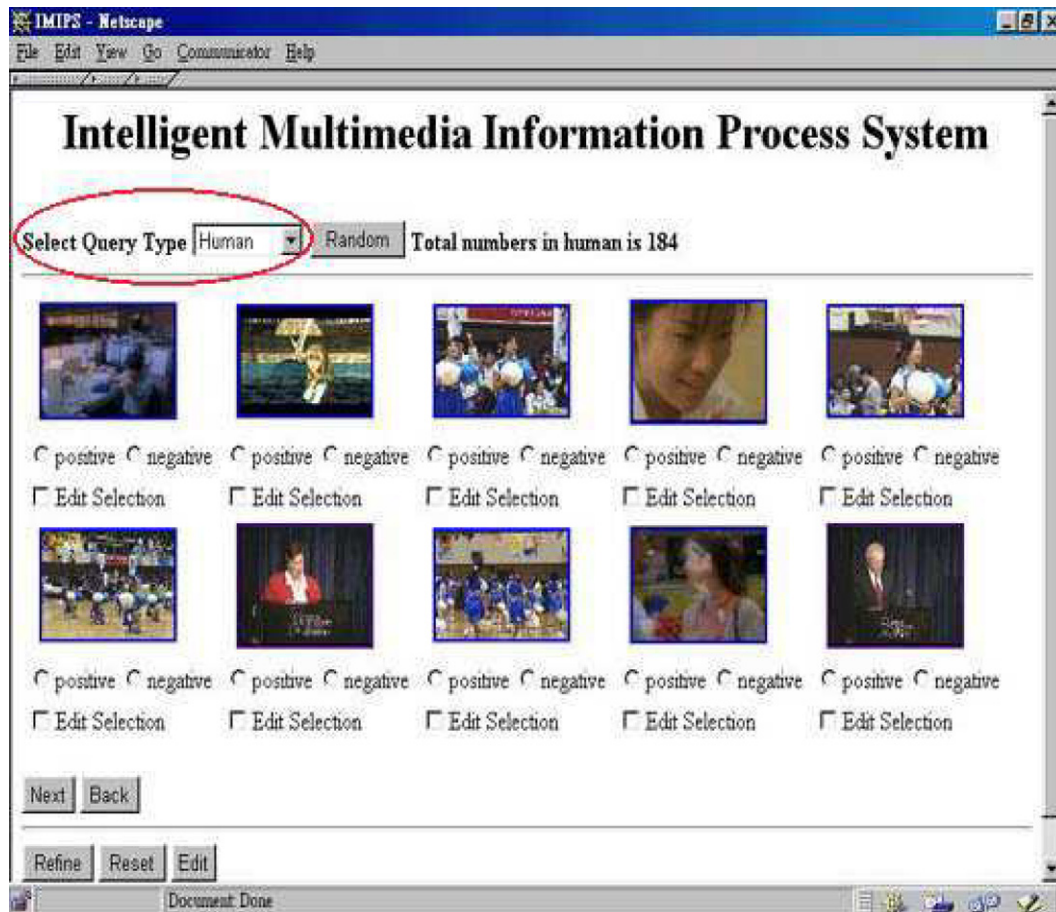 IMIPS - Netscape
File Edit View Go Communicator Help
Intelligent Multimedia Information Process System
Select Query Type Human Random Total numbers in human is 184
positive negative positive negative positive negative positive negative positive negative
Edit Selection Edit Selection Edit Selection Edit Selection Edit Selection
positive negative positive negative positive negative positive negative positive negative
Edit Selection Edit Selection Edit Selection Edit Selection Edit Selection
Next Back
Refine Reset Edit
Document: Done